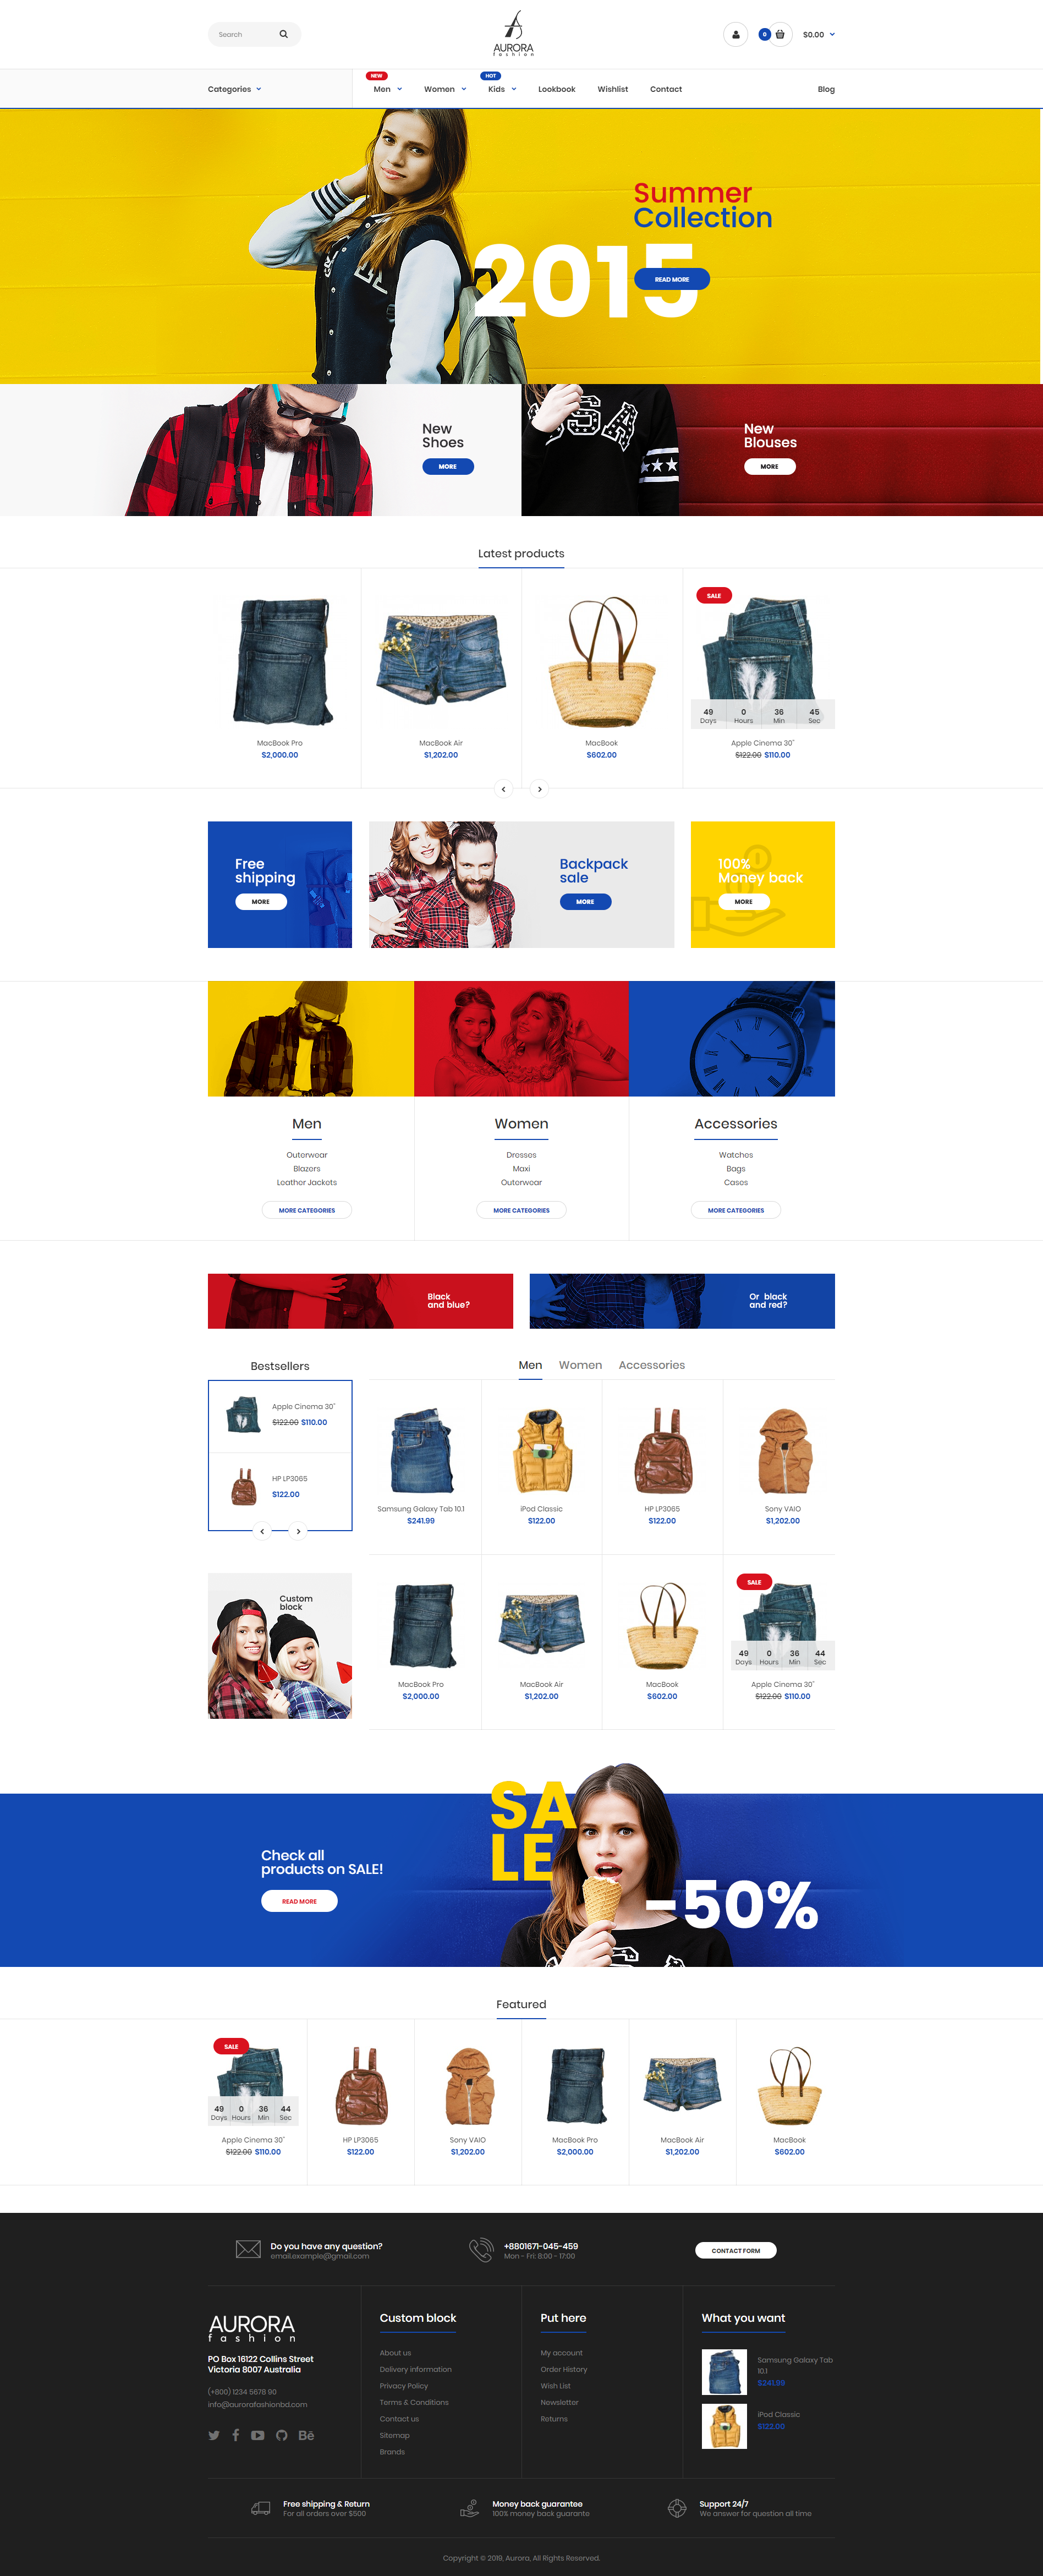 Search
AURORA
fashion
0
$0.00
Categories
NEW
Men
Women
HOT
Kids
Lookbook
Wishlist
Contact
Blog
Summer
Collection
2015
READ MORE
New
Shoes
MORE
USA
New
Blouses
MORE
Latest products
MacBook Pro
$2,000.00
MacBook Air
$1,202.00
MacBook
$602.00
SALE
49 0 36 45
Days Hours Min Sec
Apple Cinema 30"
$122.00 $110.00
Free
shipping
MORE
Backpack
sale
MORE
100%
Money back
MORE
Men
Outerwear
Blazers
Leather Jackets
MORE CATEGORIES
Women
Dresses
Maxi
Outerwear
MORE CATEGORIES
Accessories
Watches
Bags
Cases
MORE CATEGORIES
Black
and blue?
Or black
and red?
Bestsellers
Apple Cinema 30"
$122.00 $110.00
HP LP3065
$122.00
Custom
block
Men
Women
Accessories
Samsung Galaxy Tab 10.1
$241.99
iPod Classic
$122.00
HP LP3065
$122.00
Sony VAIO
$1,202.00
MacBook Pro
$2,000.00
MacBook Air
$1,202.00
MacBook
$602.00
SALE
49 0 36 44
Days Hours Min Sec
Apple Cinema 30"
$122.00 $110.00
Check all
products on SALE!
READ MORE
SA
LE
-50%
Featured
SALE
49 0 36 44
Days Hours Min Sec
Apple Cinema 30"
$122.00 $110.00
HP LP3065
$122.00
Sony VAIO
$1,202.00
MacBook Pro
$2,000.00
MacBook Air
$1,202.00
MacBook
$602.00
Do you have any question?
email.example@gmail.com
+8801671-045-459
Mon - Fri: 8:00 - 17:00
CONTACT FORM
AURORA
fashion
PO Box 16122 Collins Street
Victoria 8007 Australia
(+800) 1234 5678 90
info@aurorafashionbd.com
Bē
Custom block
About us
Delivery information
Privacy Policy
Terms & Conditions
Contact us
Sitemap
Brands
Put here
My account
Order History
Wish List
Newsletter
Returns
What you want
Samsung Galaxy Tab
10.1
$241.99
iPod Classic
$122.00
Free shipping & Return
For all orders over $500
Money back guarantee
100% money back guarante
Support 24/7
We answer for question all time
Copyright © 2018, Aurora, All Rights Reserved.